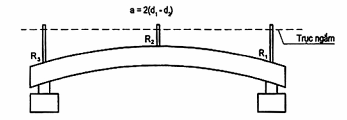 a = 2(d₁ - d₂)
Trục ngắm
R₃
R₂
R₁